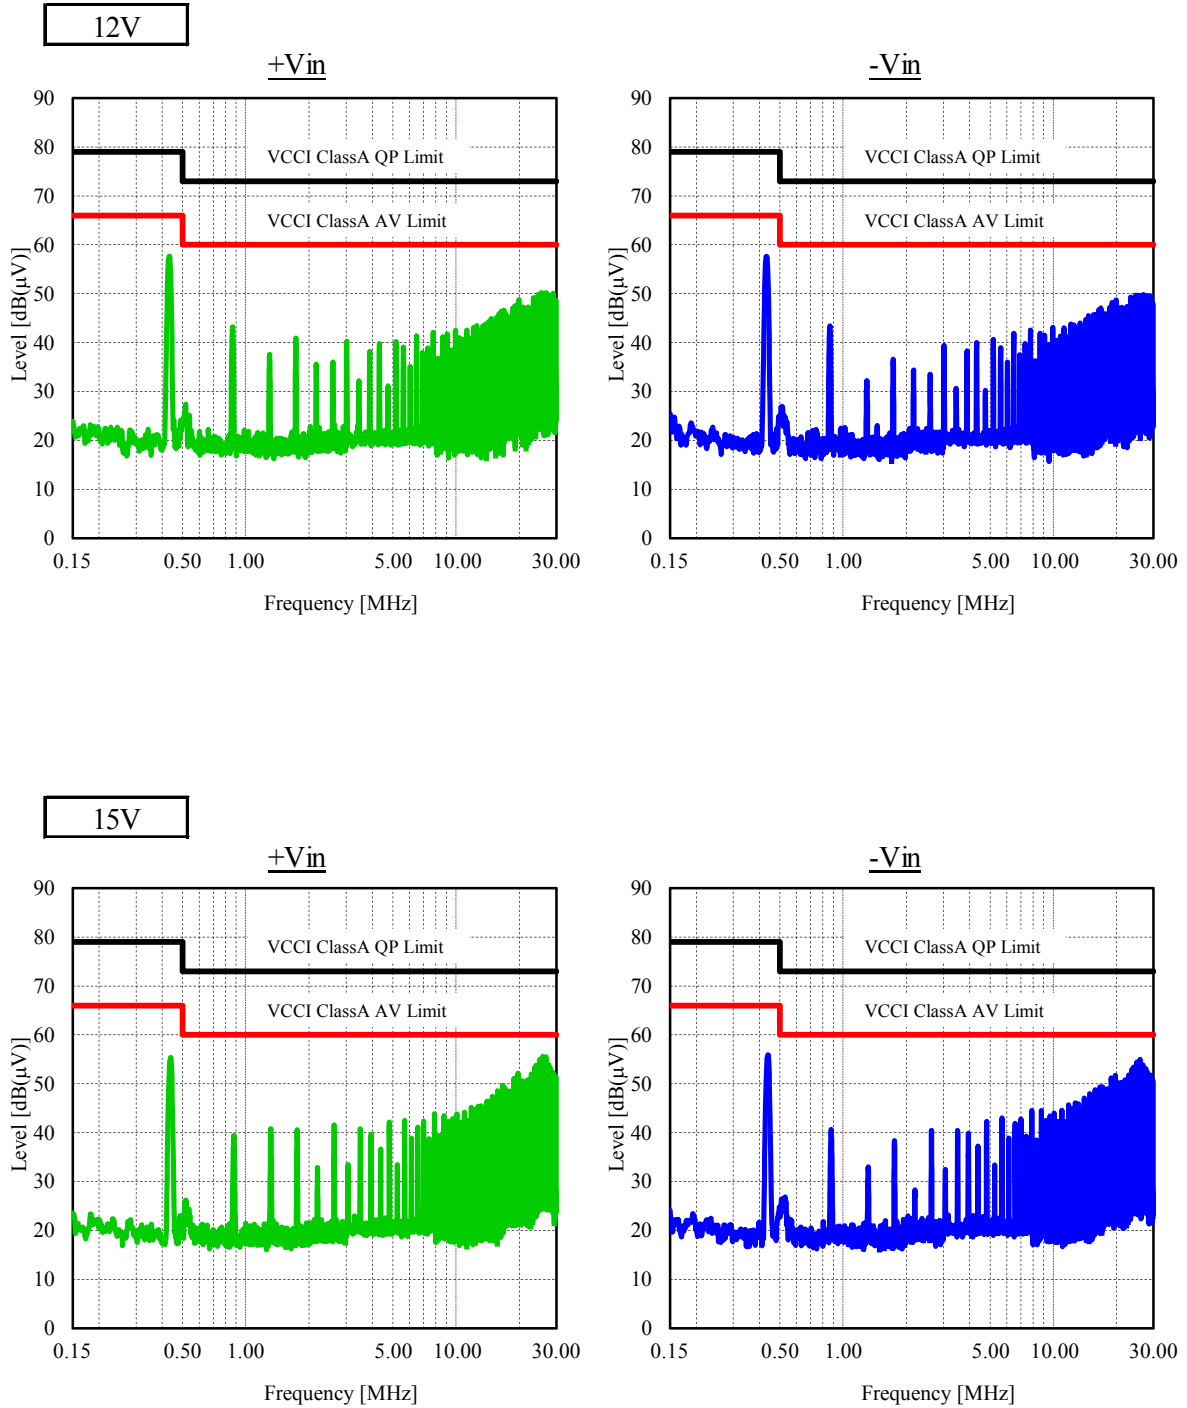 12V
+Vin
-Vin
90
80
70
60
50
40
30
20
10
0
Level [dB(μV)]
VCCI ClassA QP Limit
VCCI ClassA AV Limit
0.15 0.50 1.00 5.00 10.00 30.00
Frequency [MHz]
90
80
70
60
50
40
30
20
10
0
Level [dB(μV)]
VCCI ClassA QP Limit
VCCI ClassA AV Limit
0.15 0.50 1.00 5.00 10.00 30.00
Frequency [MHz]
15V
+Vin
-Vin
90
80
70
60
50
40
30
20
10
0
Level [dB(μV)]
VCCI ClassA QP Limit
VCCI ClassA AV Limit
0.15 0.50 1.00 5.00 10.00 30.00
Frequency [MHz]
90
80
70
60
50
40
30
20
10
0
Level [dB(μV)]
VCCI ClassA QP Limit
VCCI ClassA AV Limit
0.15 0.50 1.00 5.00 10.00 30.00
Frequency [MHz]